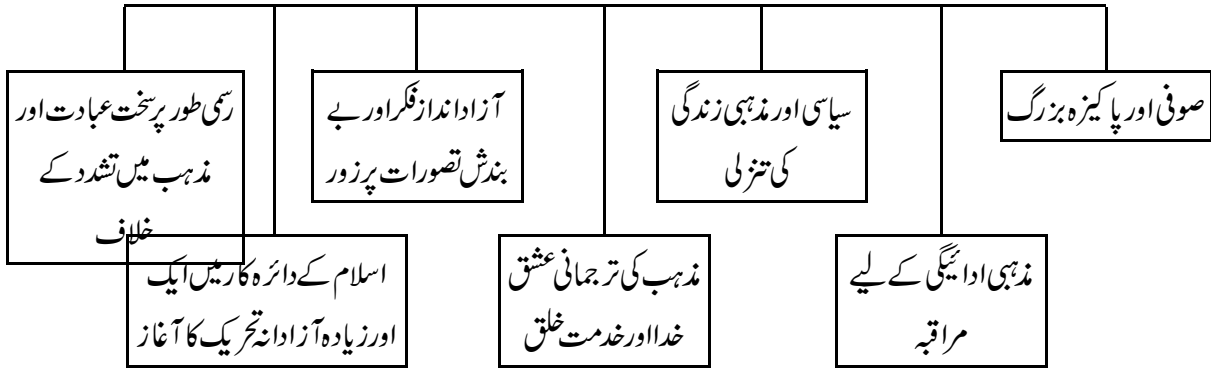 صوفی اور پاکیزہ بزرگ
سیاسی اور مذہبی زندگی
کی تنزلی
آزاد انداز فکر اور بے
بندش تصورات پر زور
رسمی طور پر سخت عبادت اور
مذہب میں تشدد کے
خلاف
مذہبی ادائیگی کے لیے
مراقبہ
مذہب کی ترجمانی عشق
خدا اور خدمت خلق
اسلام کے دائرہ کار میں ایک
اور زیادہ آزادانہ تحریک کا آغاز